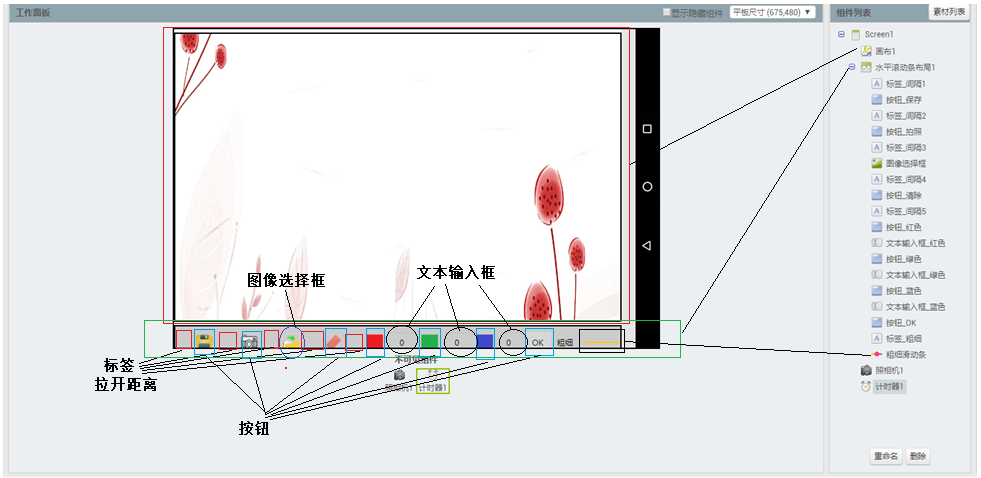 工作面板
显示隐藏组件
平板尺寸 (675,480)
组件列表
素材列表
Screen1
画布1
水平滚动条布局1
标签_间隔1
按钮_保存
标签_间隔2
按钮_拍照
标签_间隔3
图像选择框
标签_间隔4
按钮_清除
标签_间隔5
按钮_红色
文本输入框_红色
按钮_绿色
文本输入框_绿色
按钮_蓝色
文本输入框_蓝色
按钮_OK
标签_粗细
粗细滑动条
照相机1
计时器1
重命名
删除
图像选择框
文本输入框
0
0
0
OK
粗细
不可见组件
照相机1
计时器1
标签
拉开距离
按钮